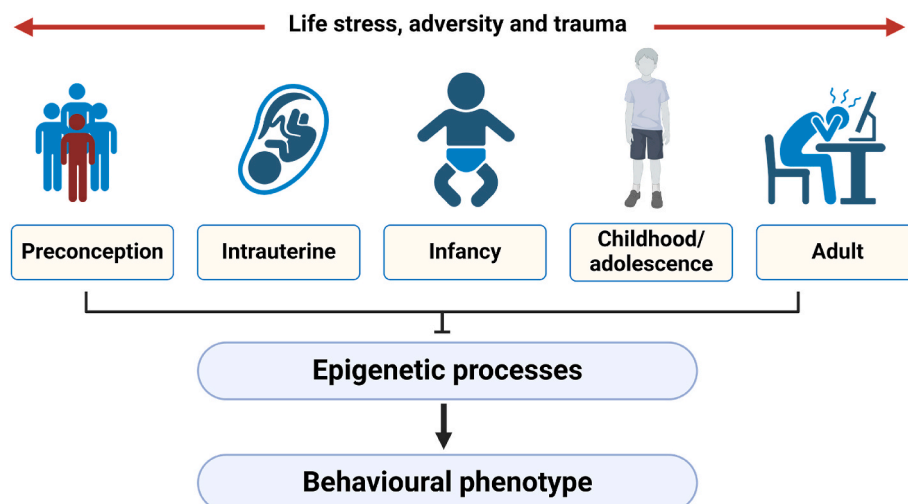 Life stress, adversity and trauma
Preconception
Intrauterine
Infancy
Childhood/
adolescence
Adult
Epigenetic processes
Behavioural phenotype